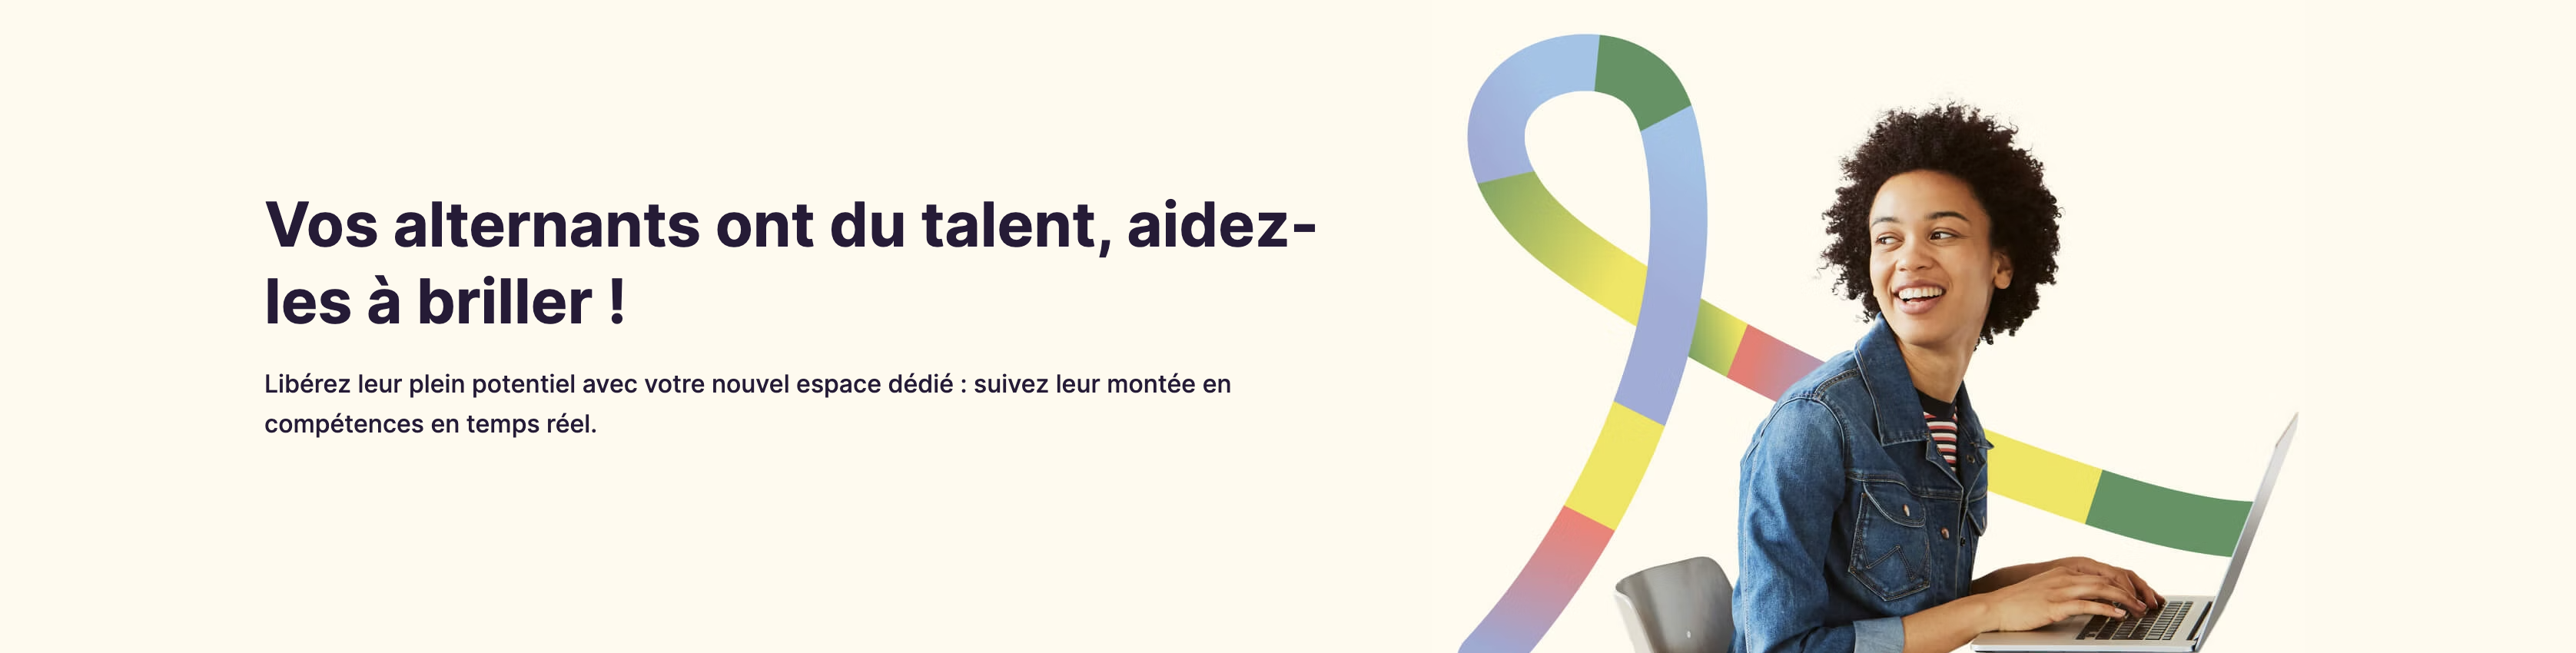 Vos alternants ont du talent, aidez-
les à briller !
Libérez leur plein potentiel avec votre nouvel espace dédié : suivez leur montée en
compétences en temps réel.